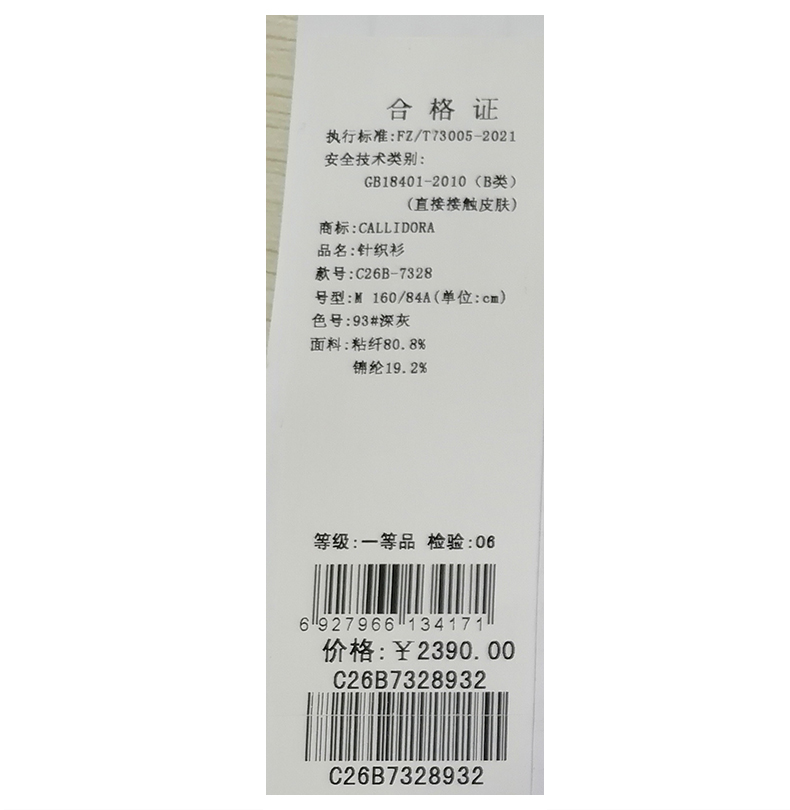 合格证
执行标准:FZ/T73005-2021
安全技术类别:
GB18401-2010（B类）
(直接接触皮肤)
商标:CALLIDORA
品名:针织衫
款号:C26B-7328
号型:M 160/84A(单位:cm)
色号:93#深灰
面料:粘纤80.8%
锦纶19.2%
等级:一等品 检验:06
6 927966 134171
价格:￥2390.00
C26B7328932
C26B7328932